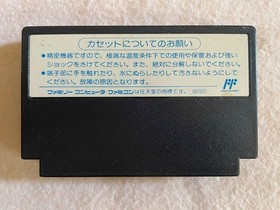 カセットについてのお願い
●精密機器ですので、極端な温度条件下での使用や保管および強い
ショックをさけてください。また、絶対に分解しないでください。
●端子部に手を触れたり、水にぬらしたりして汚さないようにして
ください。故障の原因となります。
ファミリーコンピュータ・ファミコンは任天堂の商標です。